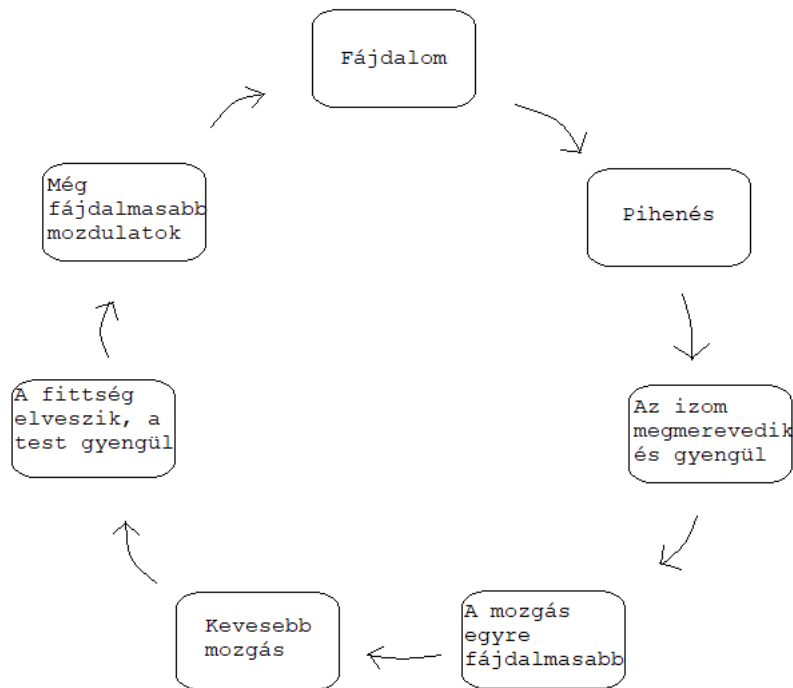 Fájdalom
Pihenés
Az izom
megmerevedik
és gyengül
A mozgás
egyre
fájdalmasabb
Kevesebb
mozgás
A fittség
elveszik, a
test gyengül
Még
fájdalmasabb
mozdulatok